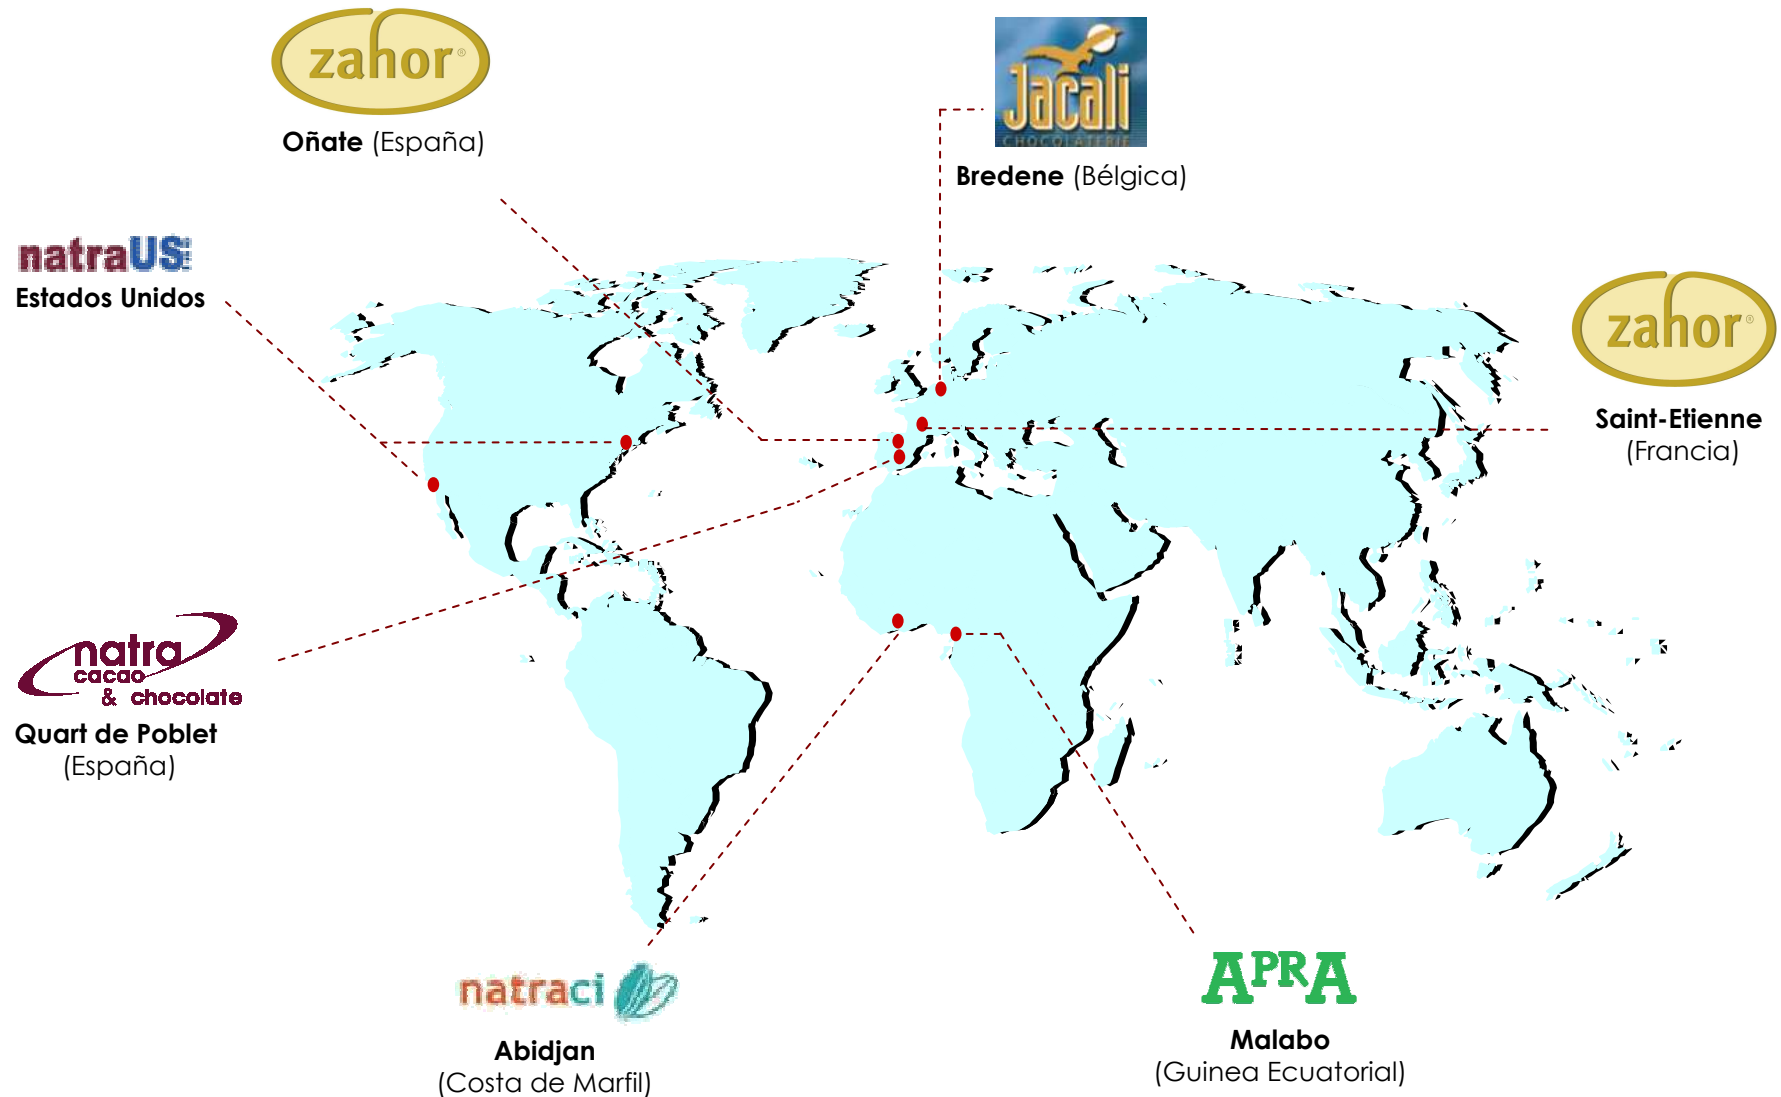 zahor®
Oñate (España)
Jacali
CHOCOLATERIE
Bredene (Bélgica)
natraUS
Estados Unidos
zahor®
Saint-Etienne
(Francia)
natra
cacao
& chocolate
Quart de Poblet
(España)
natraci
Abidjan
(Costa de Marfil)
APRA
Malabo
(Guinea Ecuatorial)